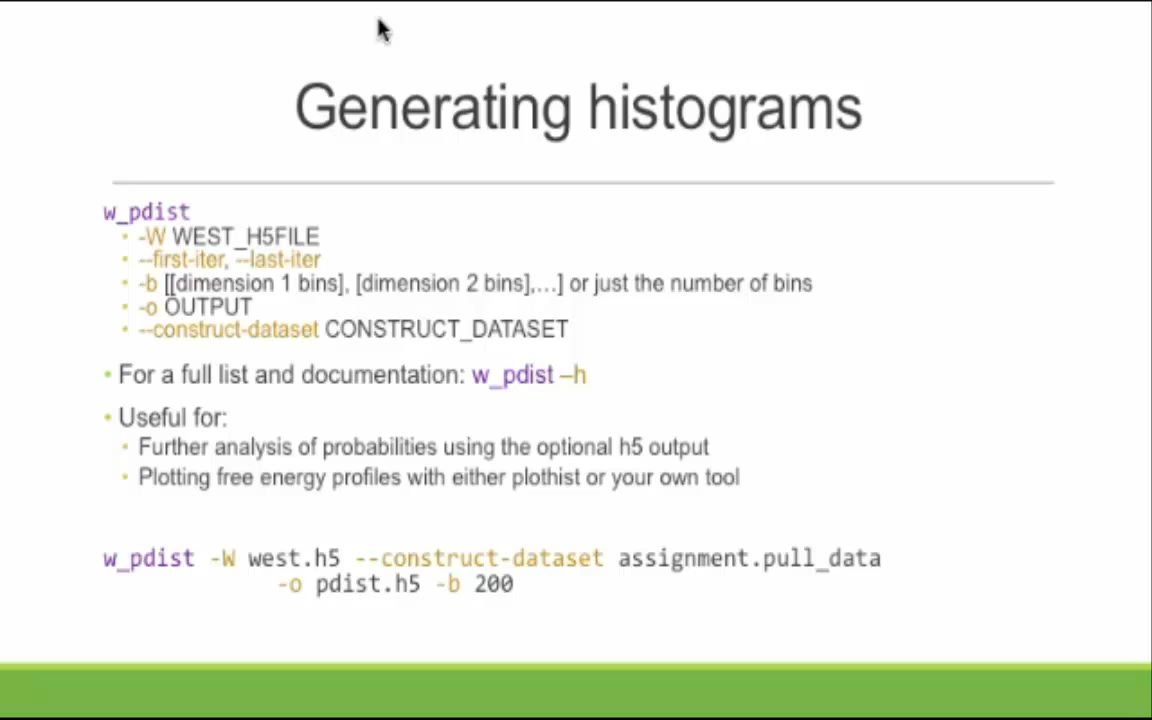 Generating histograms
w_pdist
• -W WEST_H5FILE
• --first-iter, --last-iter
• -b [[dimension 1 bins], [dimension 2 bins],…] or just the number of bins
• -o OUTPUT
• --construct-dataset CONSTRUCT_DATASET
• For a full list and documentation: w_pdist –h
• Useful for:
• Further analysis of probabilities using the optional h5 output
• Plotting free energy profiles with either plothist or your own tool
w_pdist -W west.h5 --construct-dataset assignment.pull_data
-o pdist.h5 -b 200